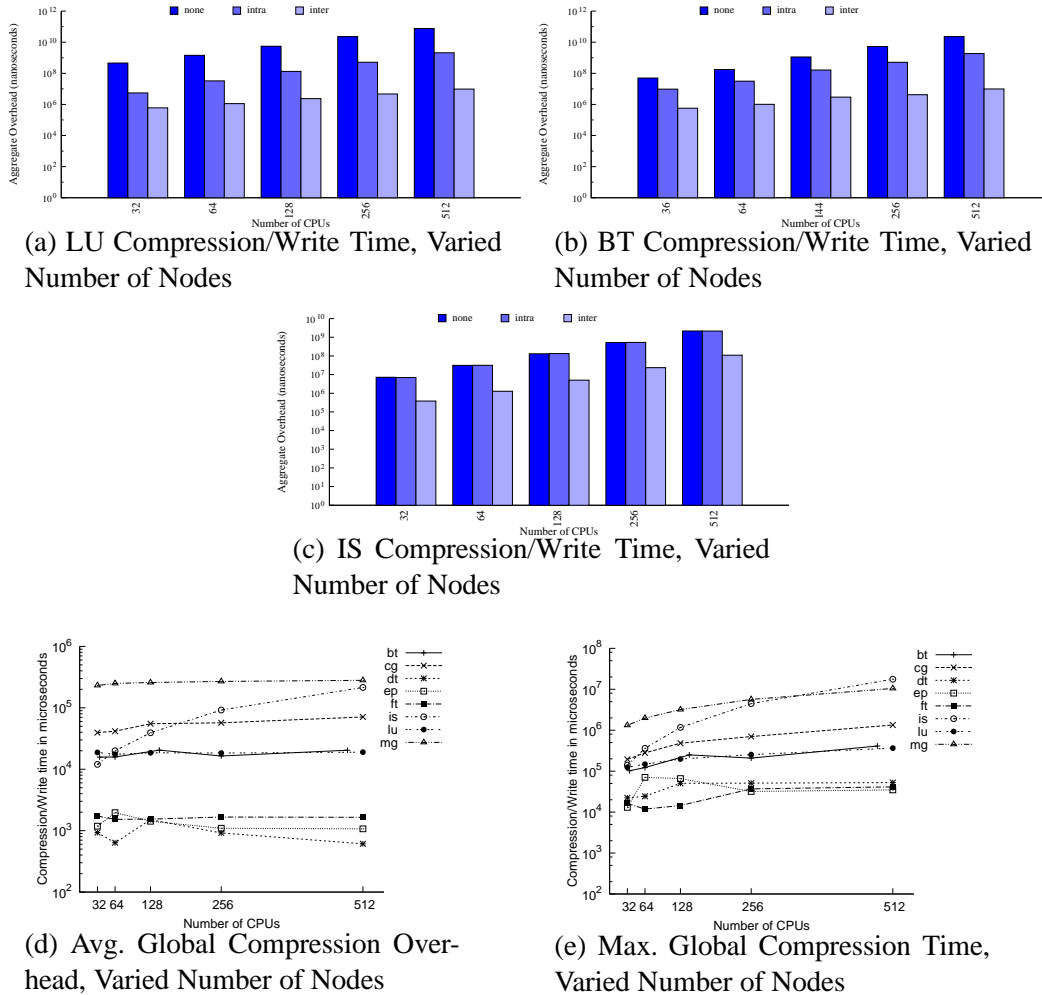 none intra inter
Aggregate Overhead (nanoseconds)
10^12
10^10
10^8
10^6
10^4
10^2
10^0
32 64 128 256 512
Number of CPUs
(a) LU Compression/Write Time, Varied
Number of Nodes
none intra inter
Aggregate Overhead (nanoseconds)
10^12
10^10
10^8
10^6
10^4
10^2
10^0
36 64 144 256 512
Number of CPUs
(b) BT Compression/Write Time, Varied
Number of Nodes
none intra inter
Aggregate Overhead (nanoseconds)
10^10
10^9
10^8
10^7
10^6
10^5
10^4
10^3
10^2
10^1
10^0
32 64 128 256 512
Number of CPUs
(c) IS Compression/Write Time, Varied
Number of Nodes
Compression/Write time in microseconds
10^6
10^5
10^4
10^3
10^2
32 64 128 256 512
Number of CPUs
bt
cg
dt
ep
ft
is
lu
mg
(d) Avg. Global Compression Over-
head, Varied Number of Nodes
Compression/Write time in microseconds
10^8
10^7
10^6
10^5
10^4
10^3
10^2
32 64 128 256 512
Number of CPUs
bt
cg
dt
ep
ft
is
lu
mg
(e) Max. Global Compression Time,
Varied Number of Nodes